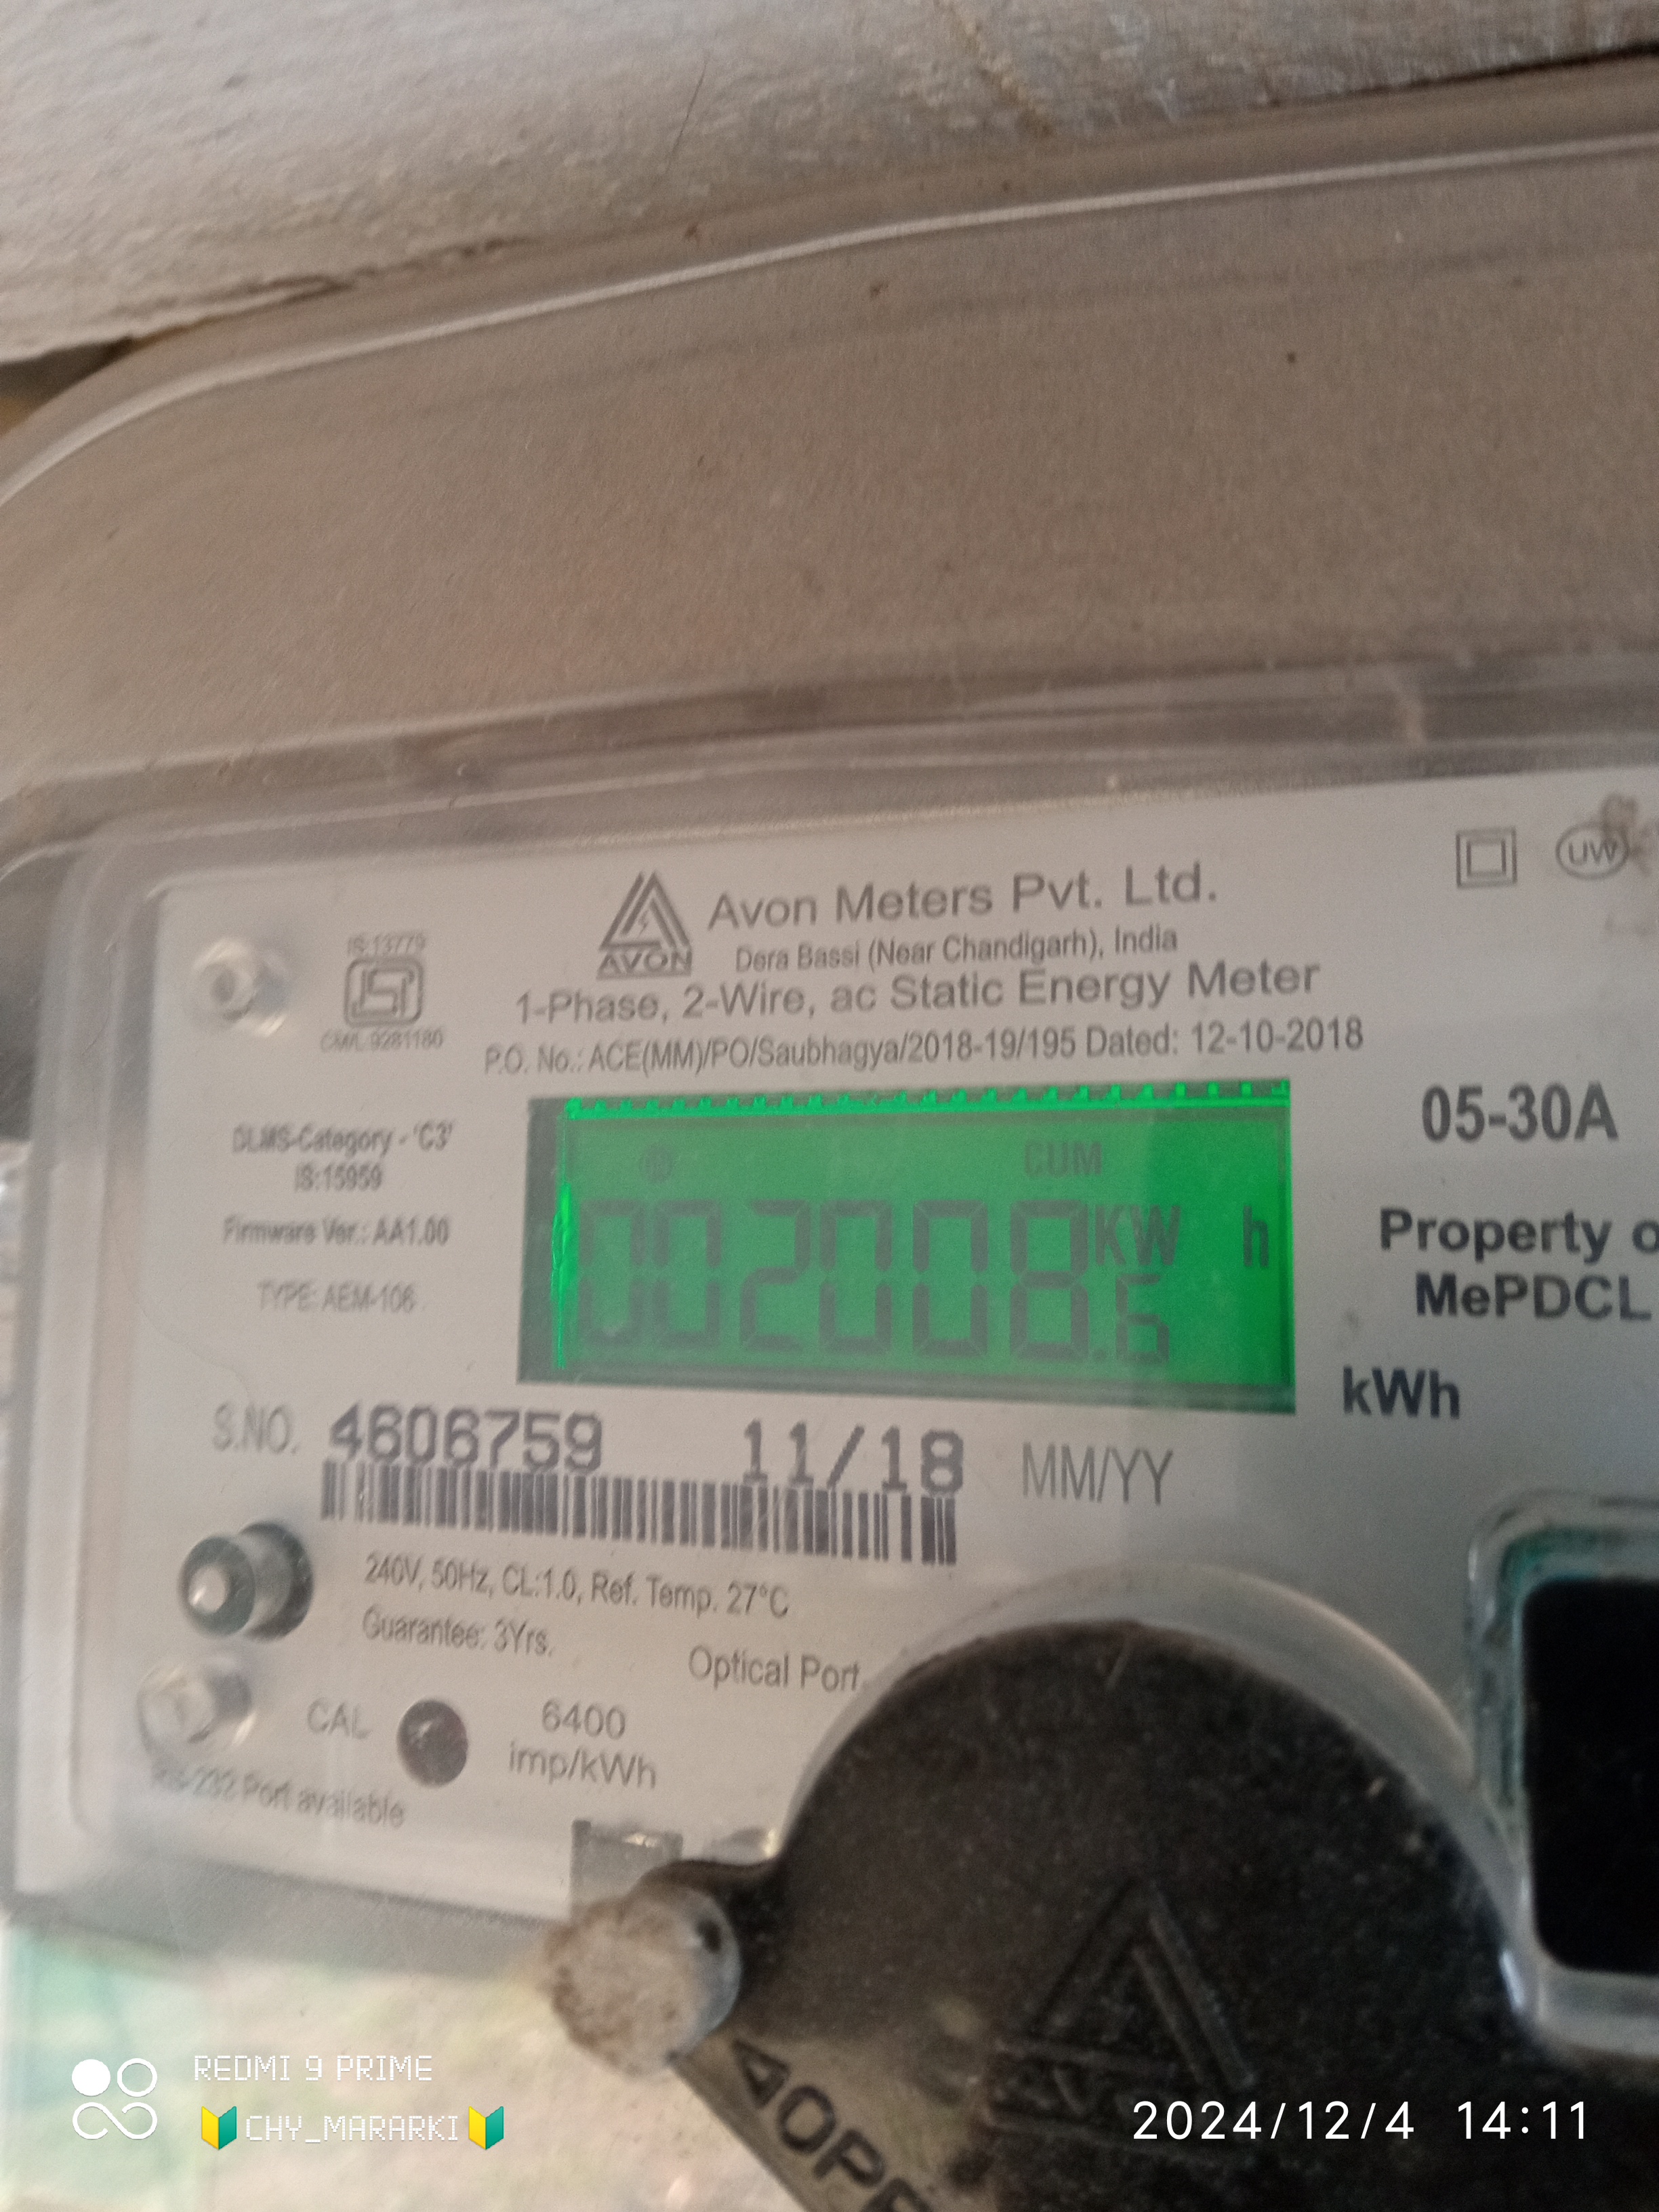 UW
Avon Meters Pvt. Ltd.
AVON
Dera Bassi (Near Chandigarh), India
IS:13779
1-Phase, 2-Wire, ac Static Energy Meter
CM/L 9281180
P.O. No.: ACE(MM)/PO/Saubhagya/2018-19/195 Dated: 12-10-2018
DLMS-Category - 'C3'
IS:15959
Firmware Ver.: AA1.00
TYPE: AEM-106
CUM
002008.6 KW h
05-30A
Property o
MePDCL
kWh
S.NO. 4606759 11/18 MM/YY
240V, 50Hz, CL:1.0, Ref. Temp. 27°C
Guarantee: 3Yrs.
Optical Port
CAL
6400
imp/kWh
RS-232 Port available
REDMI 9 PRIME
🔰CHY_MARARKI🔰
2024/12/4 14:11